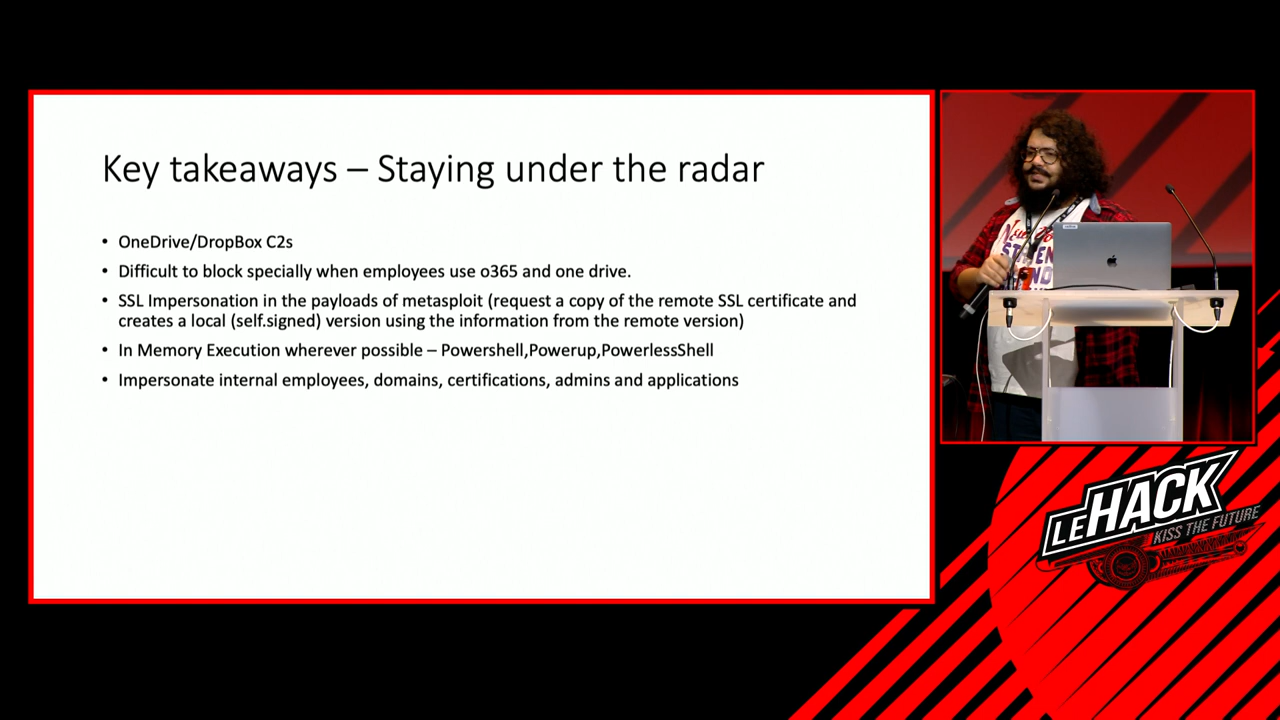 Key takeaways – Staying under the radar
• OneDrive/DropBox C2s
• Difficult to block specially when employees use o365 and one drive.
• SSL Impersonation in the payloads of metasploit (request a copy of the remote SSL certificate and
creates a local (self.signed) version using the information from the remote version)
• In Memory Execution wherever possible – Powershell,Powerup,PowerlessShell
• Impersonate internal employees, domains, certifications, admins and applications
LEHACK
KISS THE FUTURE